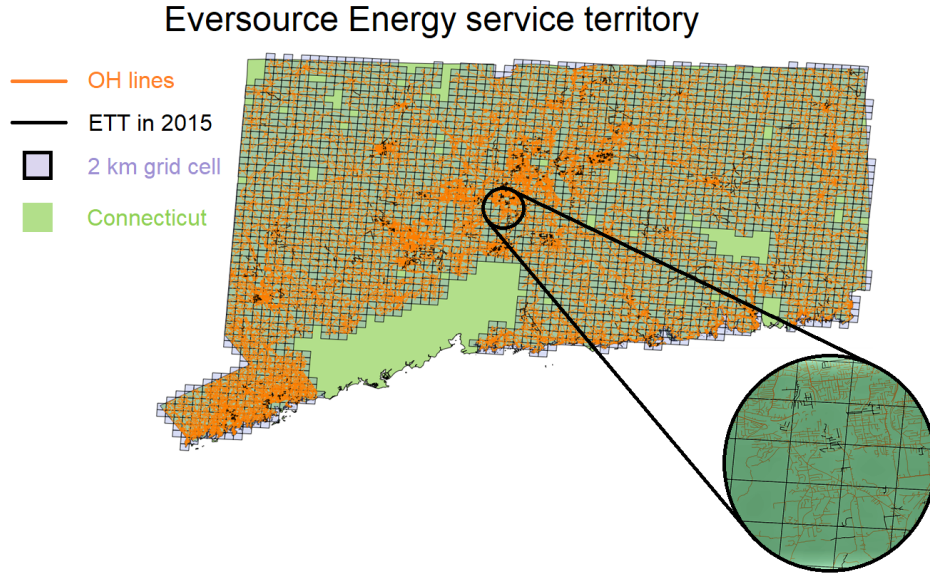 Eversource Energy service territory
OH lines
ETT in 2015
2 km grid cell
Connecticut